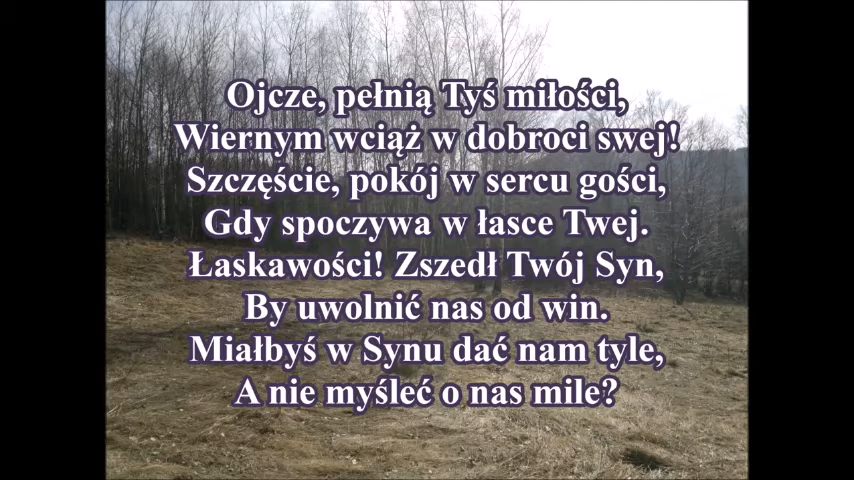 Ojcze, pełnią Tyś miłości,
Wiernym wciąż w dobroci swej!
Szczęście, pokój w sercu gości,
Gdy spoczywa w łasce Twej.
Łaskawości! Zszedł Twój Syn,
By uwolnić nas od win.
Miałbyś w Synu dać nam tyle,
A nie myśleć o nas mile?